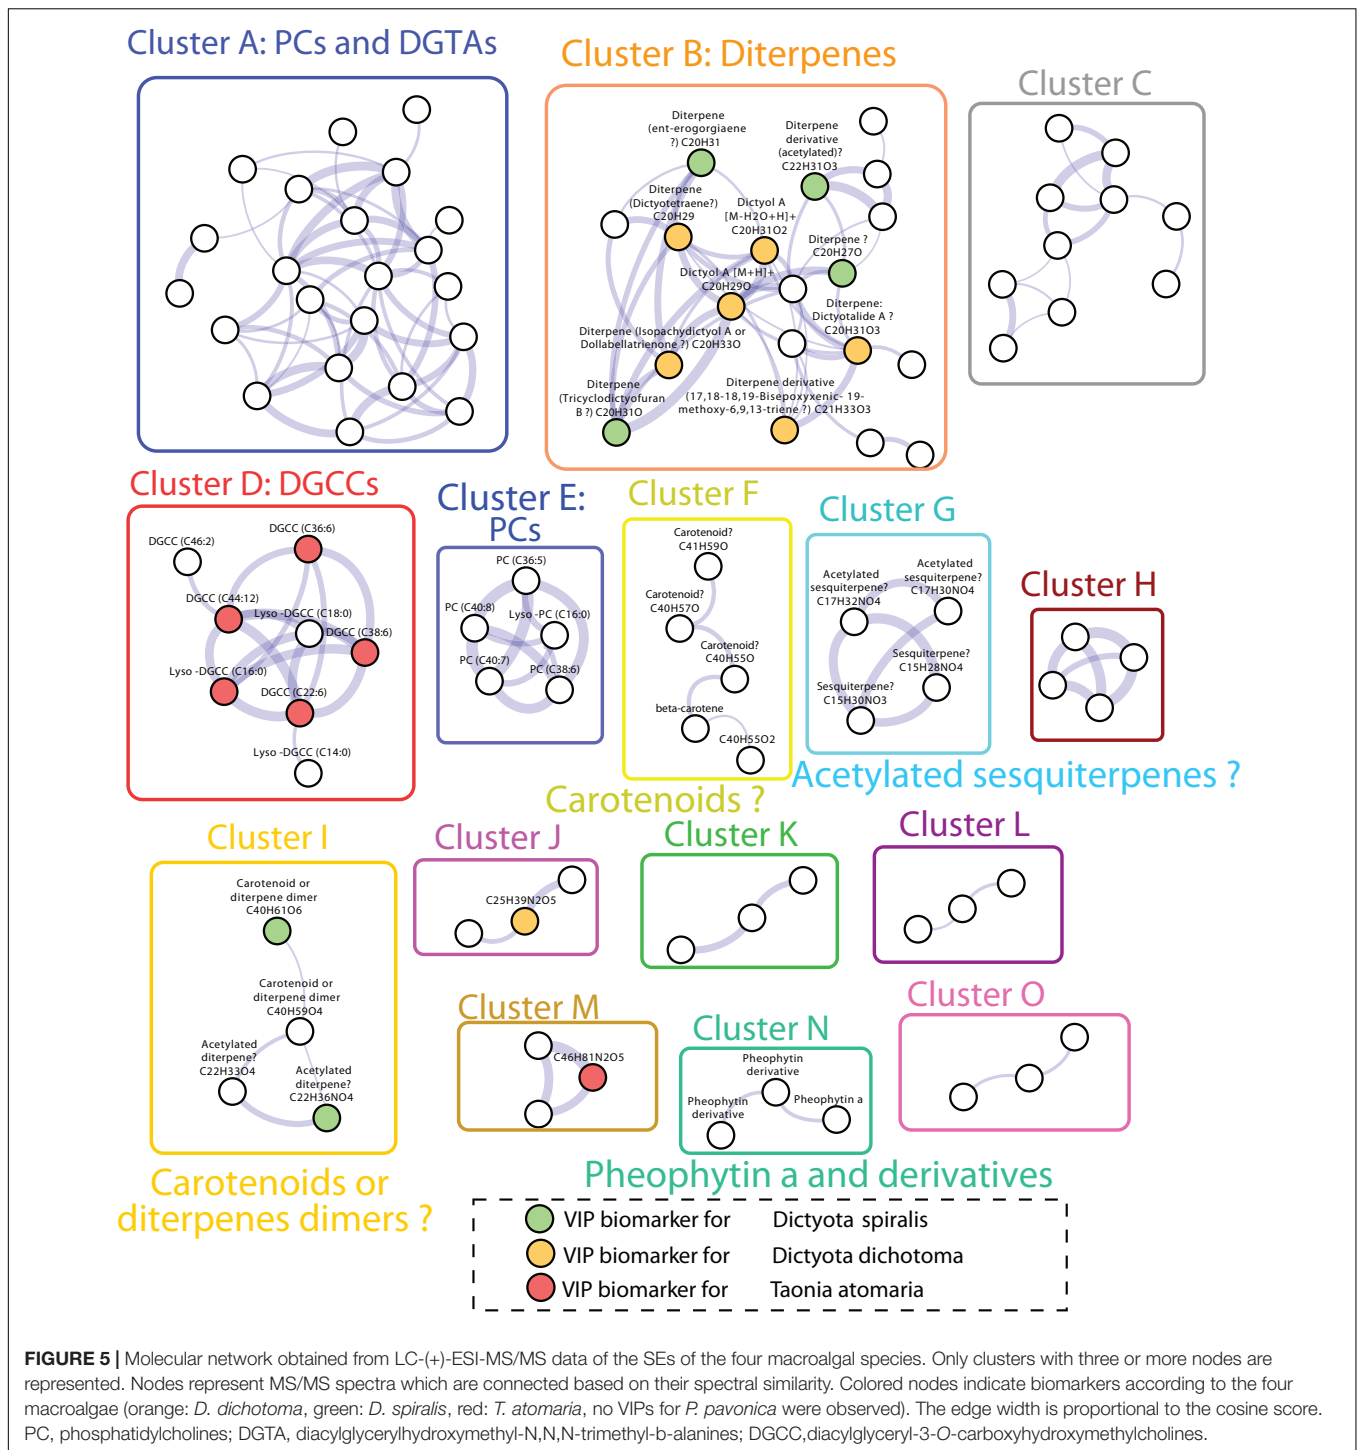 Cluster A: PCs and DGTAs
Cluster B: Diterpenes
Cluster C
Diterpene
(ent-erogorgiaene
?) C20H31
Diterpene
derivative
(acetylated)?
C22H31O3
Diterpene
(Dictyotetraene?)
C20H29
Dictyol A
[M-H2O+H]+
C20H31O2
Diterpene ?
C20H27O
Dictyol A [M+H]+
C20H29O
Diterpene:
Dictyotalide A ?
C20H31O3
Diterpene (Isopachydictyol A or
Dollabellatrienone ?) C20H33O
Diterpene
(Tricyclodictyofuran
B ?) C20H31O
Diterpene derivative
(17,18-18,19-Bisepoxyxenic- 19-
methoxy-6,9,13-triene ?) C21H33O3
Cluster D: DGCCs
DGCC (C36:6)
DGCC (C46:2)
DGCC (C44:12)
Lyso -DGCC (C18:0)
DGCC (C38:6)
Lyso -DGCC (C16:0)
DGCC (C22:6)
Lyso -DGCC (C14:0)
Cluster E:
PCs
PC (C36:5)
PC (C40:8)
Lyso -PC (C16:0)
PC (C40:7)
PC (C38:6)
Cluster F
Carotenoid?
C41H59O
Carotenoid?
C40H57O
Carotenoid?
C40H55O
beta-carotene
C40H55O2
Carotenoids ?
Cluster G
Acetylated
sesquiterpene?
C17H32NO4
Acetylated
sesquiterpene?
C17H30NO4
Sesquiterpene?
C15H28NO4
Sesquiterpene?
C15H30NO3
Acetylated sesquiterpenes ?
Cluster H
Cluster I
Carotenoid or
diterpene dimer
C40H61O6
Carotenoid or
diterpene dimer
C40H59O4
Acetylated
diterpene?
C22H33O4
Acetylated
diterpene?
C22H36NO4
Carotenoids or
diterpenes dimers ?
Cluster J
C25H39N2O5
Cluster K
Cluster L
Cluster M
C46H81N2O5
Cluster N
Pheophytin
derivative
Pheophytin
derivative
Pheophytin a
Pheophytin a and derivatives
Cluster O
VIP biomarker for Dictyota spiralis
VIP biomarker for Dictyota dichotoma
VIP biomarker for Taonia atomaria
FIGURE 5 | Molecular network obtained from LC-(+)-ESI-MS/MS data of the SEs of the four macroalgal species. Only clusters with three or more nodes are
represented. Nodes represent MS/MS spectra which are connected based on their spectral similarity. Colored nodes indicate biomarkers according to the four
macroalgae (orange: D. dichotoma, green: D. spiralis, red: T. atomaria, no VIPs for P. pavonica were observed). The edge width is proportional to the cosine score.
PC, phosphatidylcholines; DGTA, diacylglycerylhydroxymethyl-N,N,N-trimethyl-b-alanines; DGCC,diacylglyceryl-3-O-carboxyhydroxymethylcholines.